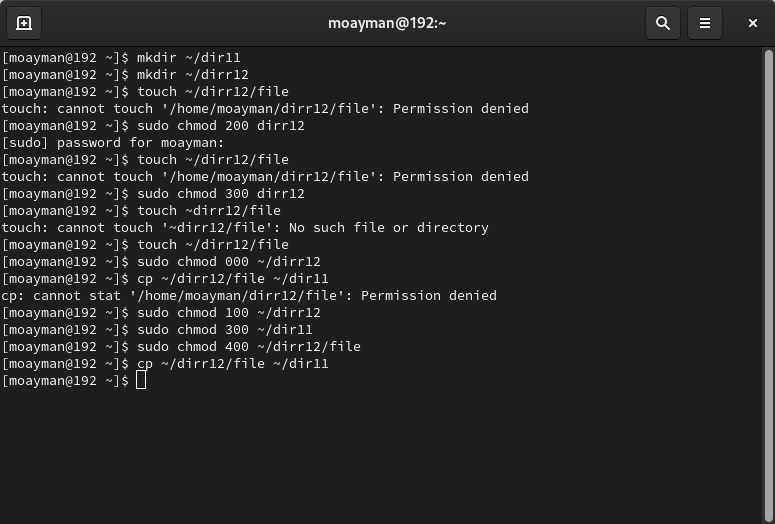 moayman@192:~
[moayman@192 ~]$ mkdir ~/dir11
[moayman@192 ~]$ mkdir ~/dirr12
[moayman@192 ~]$ touch ~/dirr12/file
touch: cannot touch '/home/moayman/dirr12/file': Permission denied
[moayman@192 ~]$ sudo chmod 200 dirr12
[sudo] password for moayman:
[moayman@192 ~]$ touch ~/dirr12/file
touch: cannot touch '/home/moayman/dirr12/file': Permission denied
[moayman@192 ~]$ sudo chmod 300 dirr12
[moayman@192 ~]$ touch ~dirr12/file
touch: cannot touch '~dirr12/file': No such file or directory
[moayman@192 ~]$ touch ~/dirr12/file
[moayman@192 ~]$ sudo chmod 000 ~/dirr12
[moayman@192 ~]$ cp ~/dirr12/file ~/dir11
cp: cannot stat '/home/moayman/dirr12/file': Permission denied
[moayman@192 ~]$ sudo chmod 100 ~/dirr12
[moayman@192 ~]$ sudo chmod 300 ~/dir11
[moayman@192 ~]$ sudo chmod 400 ~/dirr12/file
[moayman@192 ~]$ cp ~/dirr12/file ~/dir11
[moayman@192 ~]$